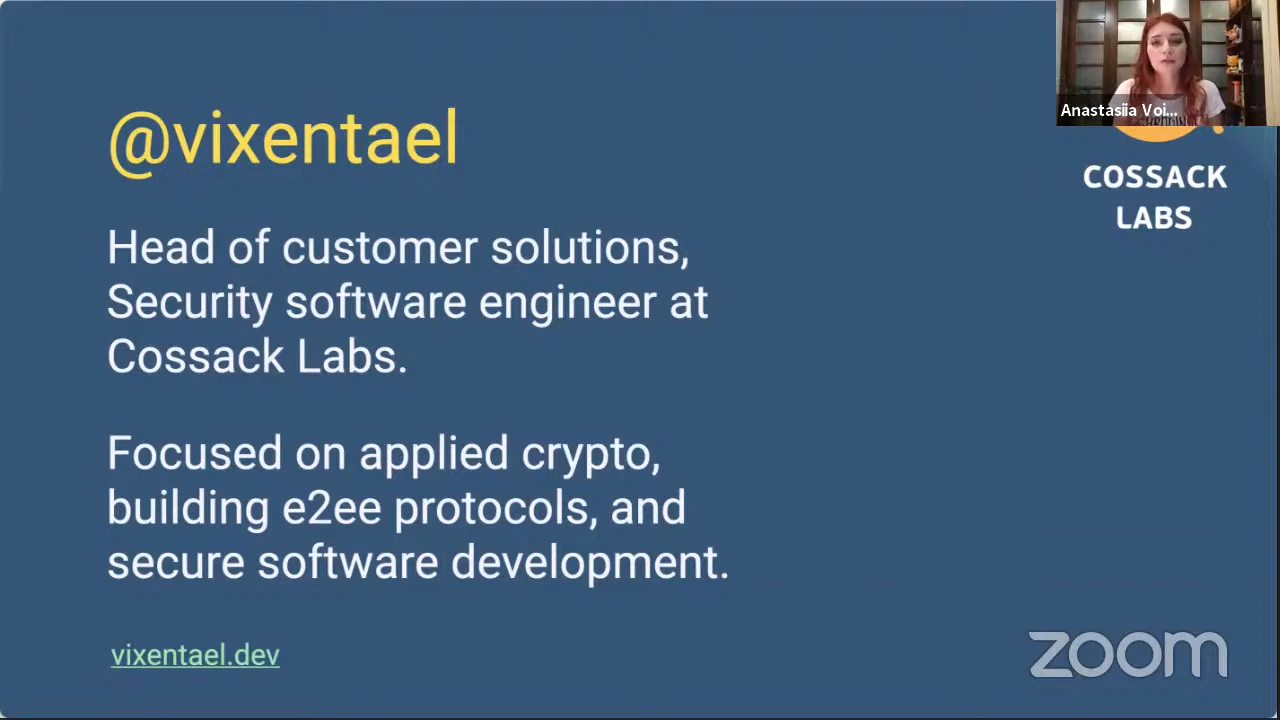 @vixentael
Head of customer solutions,
Security software engineer at
Cossack Labs.
Focused on applied crypto,
building e2ee protocols, and
secure software development.
vixentael.dev
Anastasiia Voi...
COSSACK
LABS
zoom